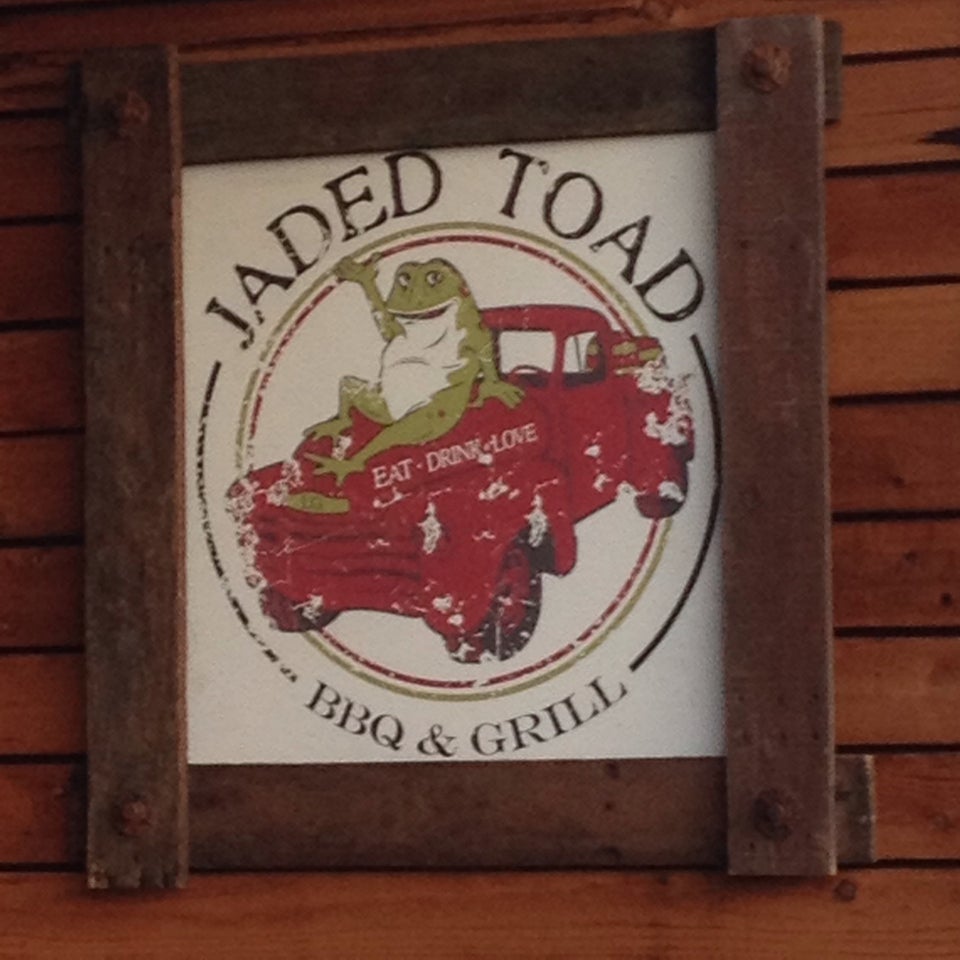 JADED TOAD
EAT · DRINK · LOVE
BBQ & GRILL